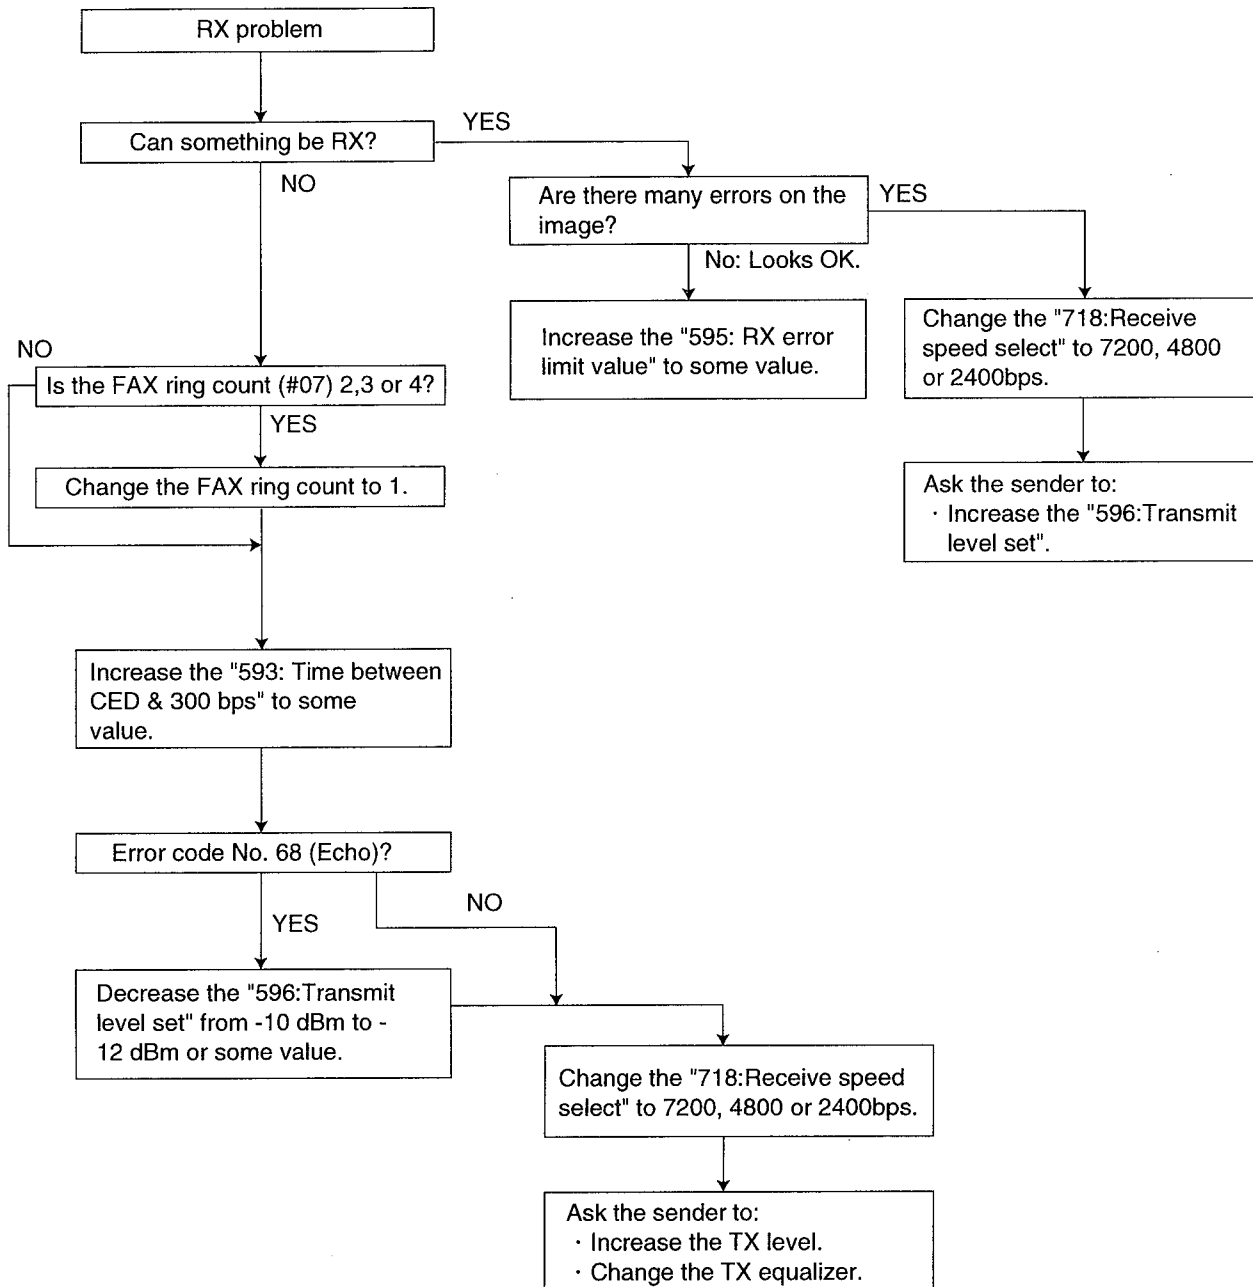 RX problem
Can something be RX?
YES
NO
Are there many errors on the
image?
YES
No: Looks OK.
Increase the "595: RX error
limit value" to some value.
Change the "718:Receive
speed select" to 7200, 4800
or 2400bps.
Ask the sender to:
· Increase the "596:Transmit
level set".
NO
Is the FAX ring count (#07) 2,3 or 4?
YES
Change the FAX ring count to 1.
Increase the "593: Time between
CED & 300 bps" to some
value.
Error code No. 68 (Echo)?
YES
NO
Decrease the "596:Transmit
level set" from -10 dBm to -
12 dBm or some value.
Change the "718:Receive speed
select" to 7200, 4800 or 2400bps.
Ask the sender to:
· Increase the TX level.
· Change the TX equalizer.